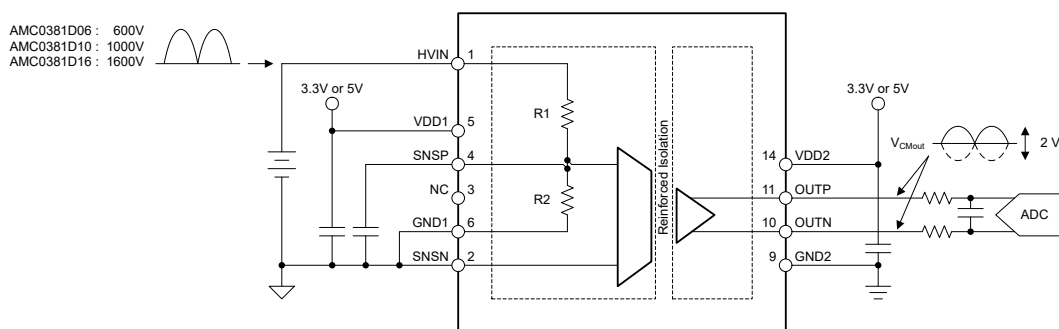 AMC0381D06 : 600V
AMC0381D10 : 1000V
AMC0381D16 : 1600V
HVIN 1
3.3V or 5V
VDD1 5
SNSP 4
NC 3
GND1 6
SNSN 2
R1
R2
Reinforced Isolation
3.3V or 5V
14 VDD2
11 OUTP
10 OUTN
9 GND2
VCMout
2 V
ADC